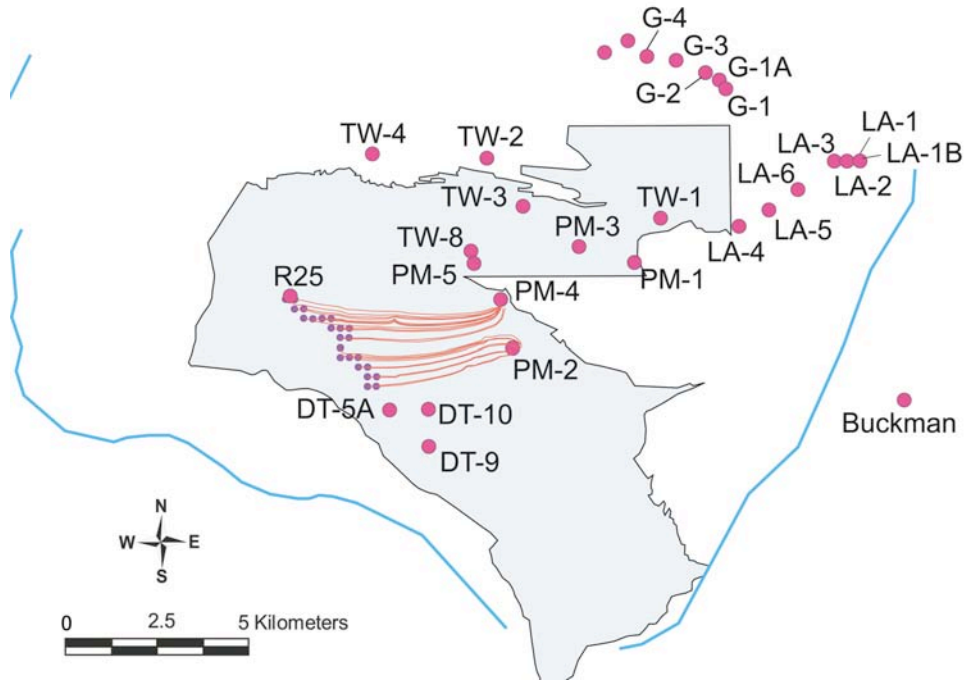 G-4
G-3
G-1A
G-2
G-1
TW-4
TW-2
LA-1
LA-3
LA-1B
LA-6
LA-2
TW-3
TW-1
PM-3
LA-5
LA-4
TW-8
PM-5
PM-1
R25
PM-4
PM-2
DT-5A
DT-10
Buckman
DT-9
N
W E
S
0 2.5 5 Kilometers